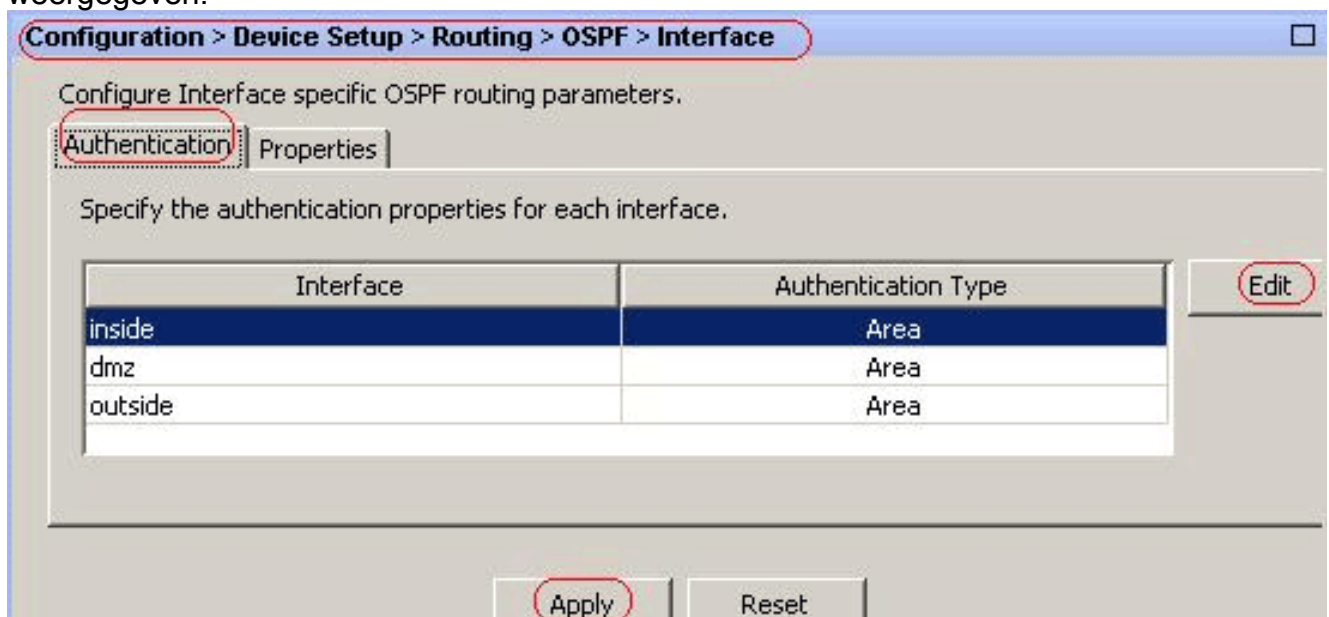 weergegeven.
Configuration > Device Setup > Routing > OSPF > Interface
Configure Interface specific OSPF routing parameters.
Authentication Properties
Specify the authentication properties for each interface.
Interface Authentication Type
Edit
inside Area
dmz Area
outside Area
Apply Reset